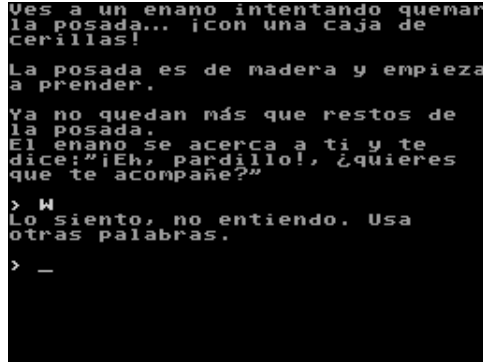 Ves a un enano intentando quemar
la posada... ¡con una caja de
cerillas!
La posada es de madera y empieza
a prender.
Ya no quedan más que restos de
la posada.
El enano se acerca a ti y te
dice:"¡Eh, pardillo!, ¿quieres
que te acompañe?"
> W
Lo siento, no entiendo. Usa
otras palabras.
> _